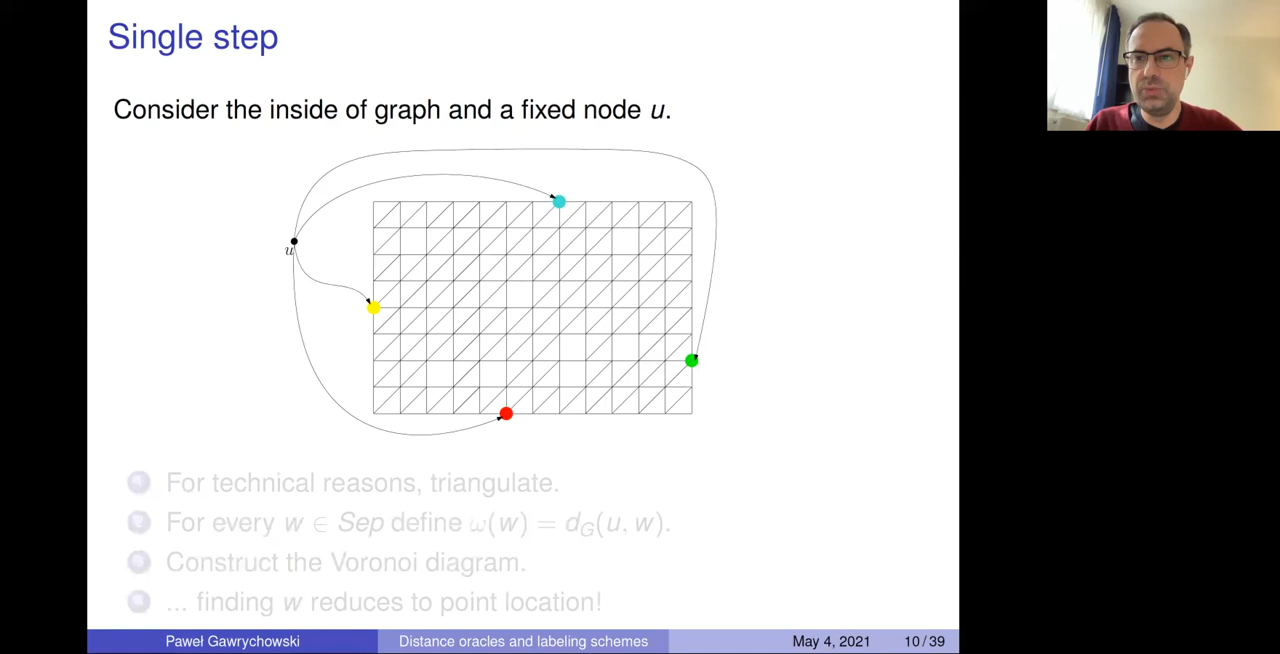 Single step
Consider the inside of graph and a fixed node u.
u
For technical reasons, triangulate.
For every w ∈ Sep define ω(w) = d_G(u, w).
Construct the Voronoi diagram.
... finding w reduces to point location!
Paweł Gawrychowski Distance oracles and labeling schemes May 4, 2021 10 / 39